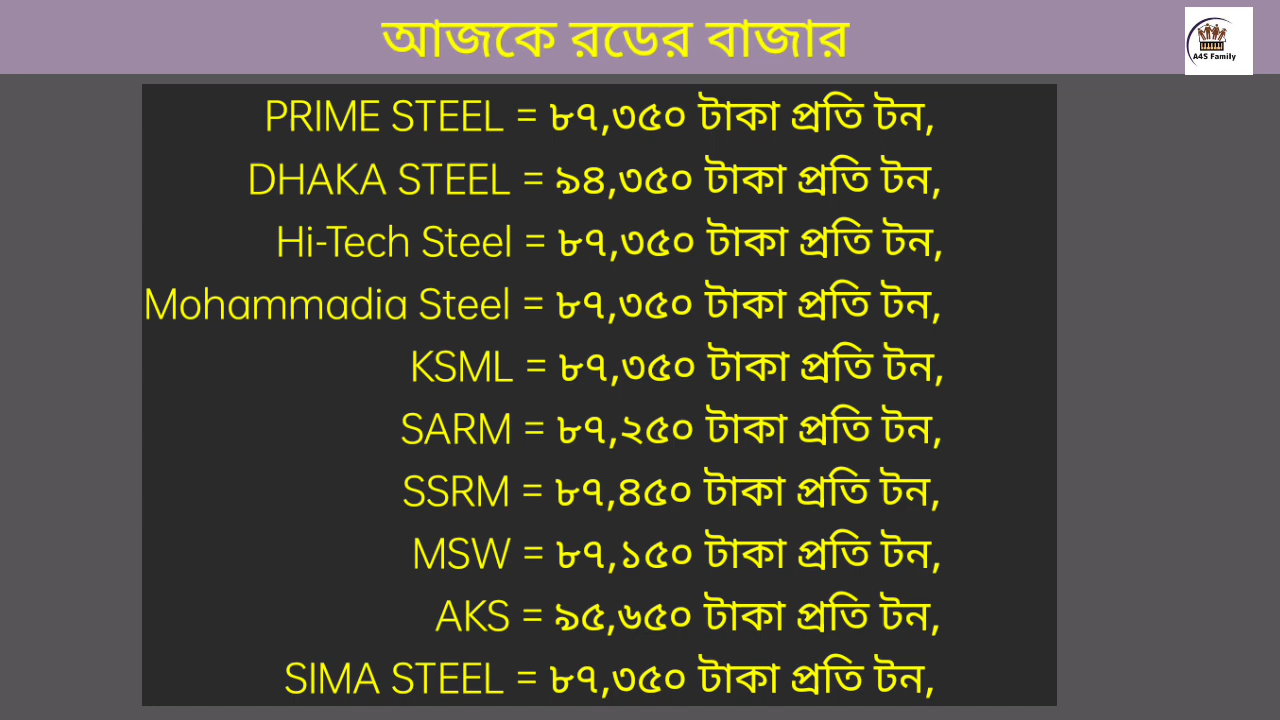 আজকে রডের বাজার
A4S Family
PRIME STEEL = ৮৭,৩৫০ টাকা প্রতি টন,
DHAKA STEEL = ৯৪,৩৫০ টাকা প্রতি টন,
Hi-Tech Steel = ৮৭,৩৫০ টাকা প্রতি টন,
Mohammadia Steel = ৮৭,৩৫০ টাকা প্রতি টন,
KSML = ৮৭,৩৫০ টাকা প্রতি টন,
SARM = ৮৭,২৫০ টাকা প্রতি টন,
SSRM = ৮৭,৪৫০ টাকা প্রতি টন,
MSW = ৮৭,১৫০ টাকা প্রতি টন,
AKS = ৯৫,৬৫০ টাকা প্রতি টন,
SIMA STEEL = ৮৭,৩৫০ টাকা প্রতি টন,